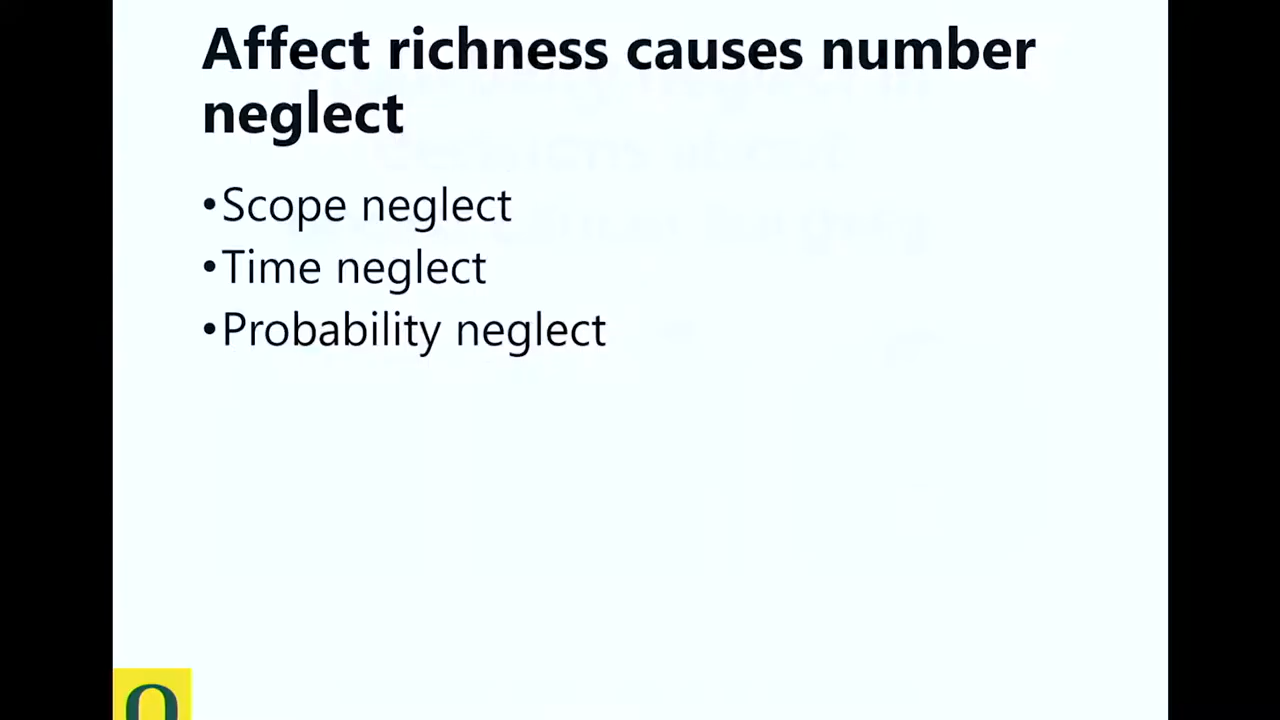 Affect richness causes number
neglect
•Scope neglect
•Time neglect
•Probability neglect
O